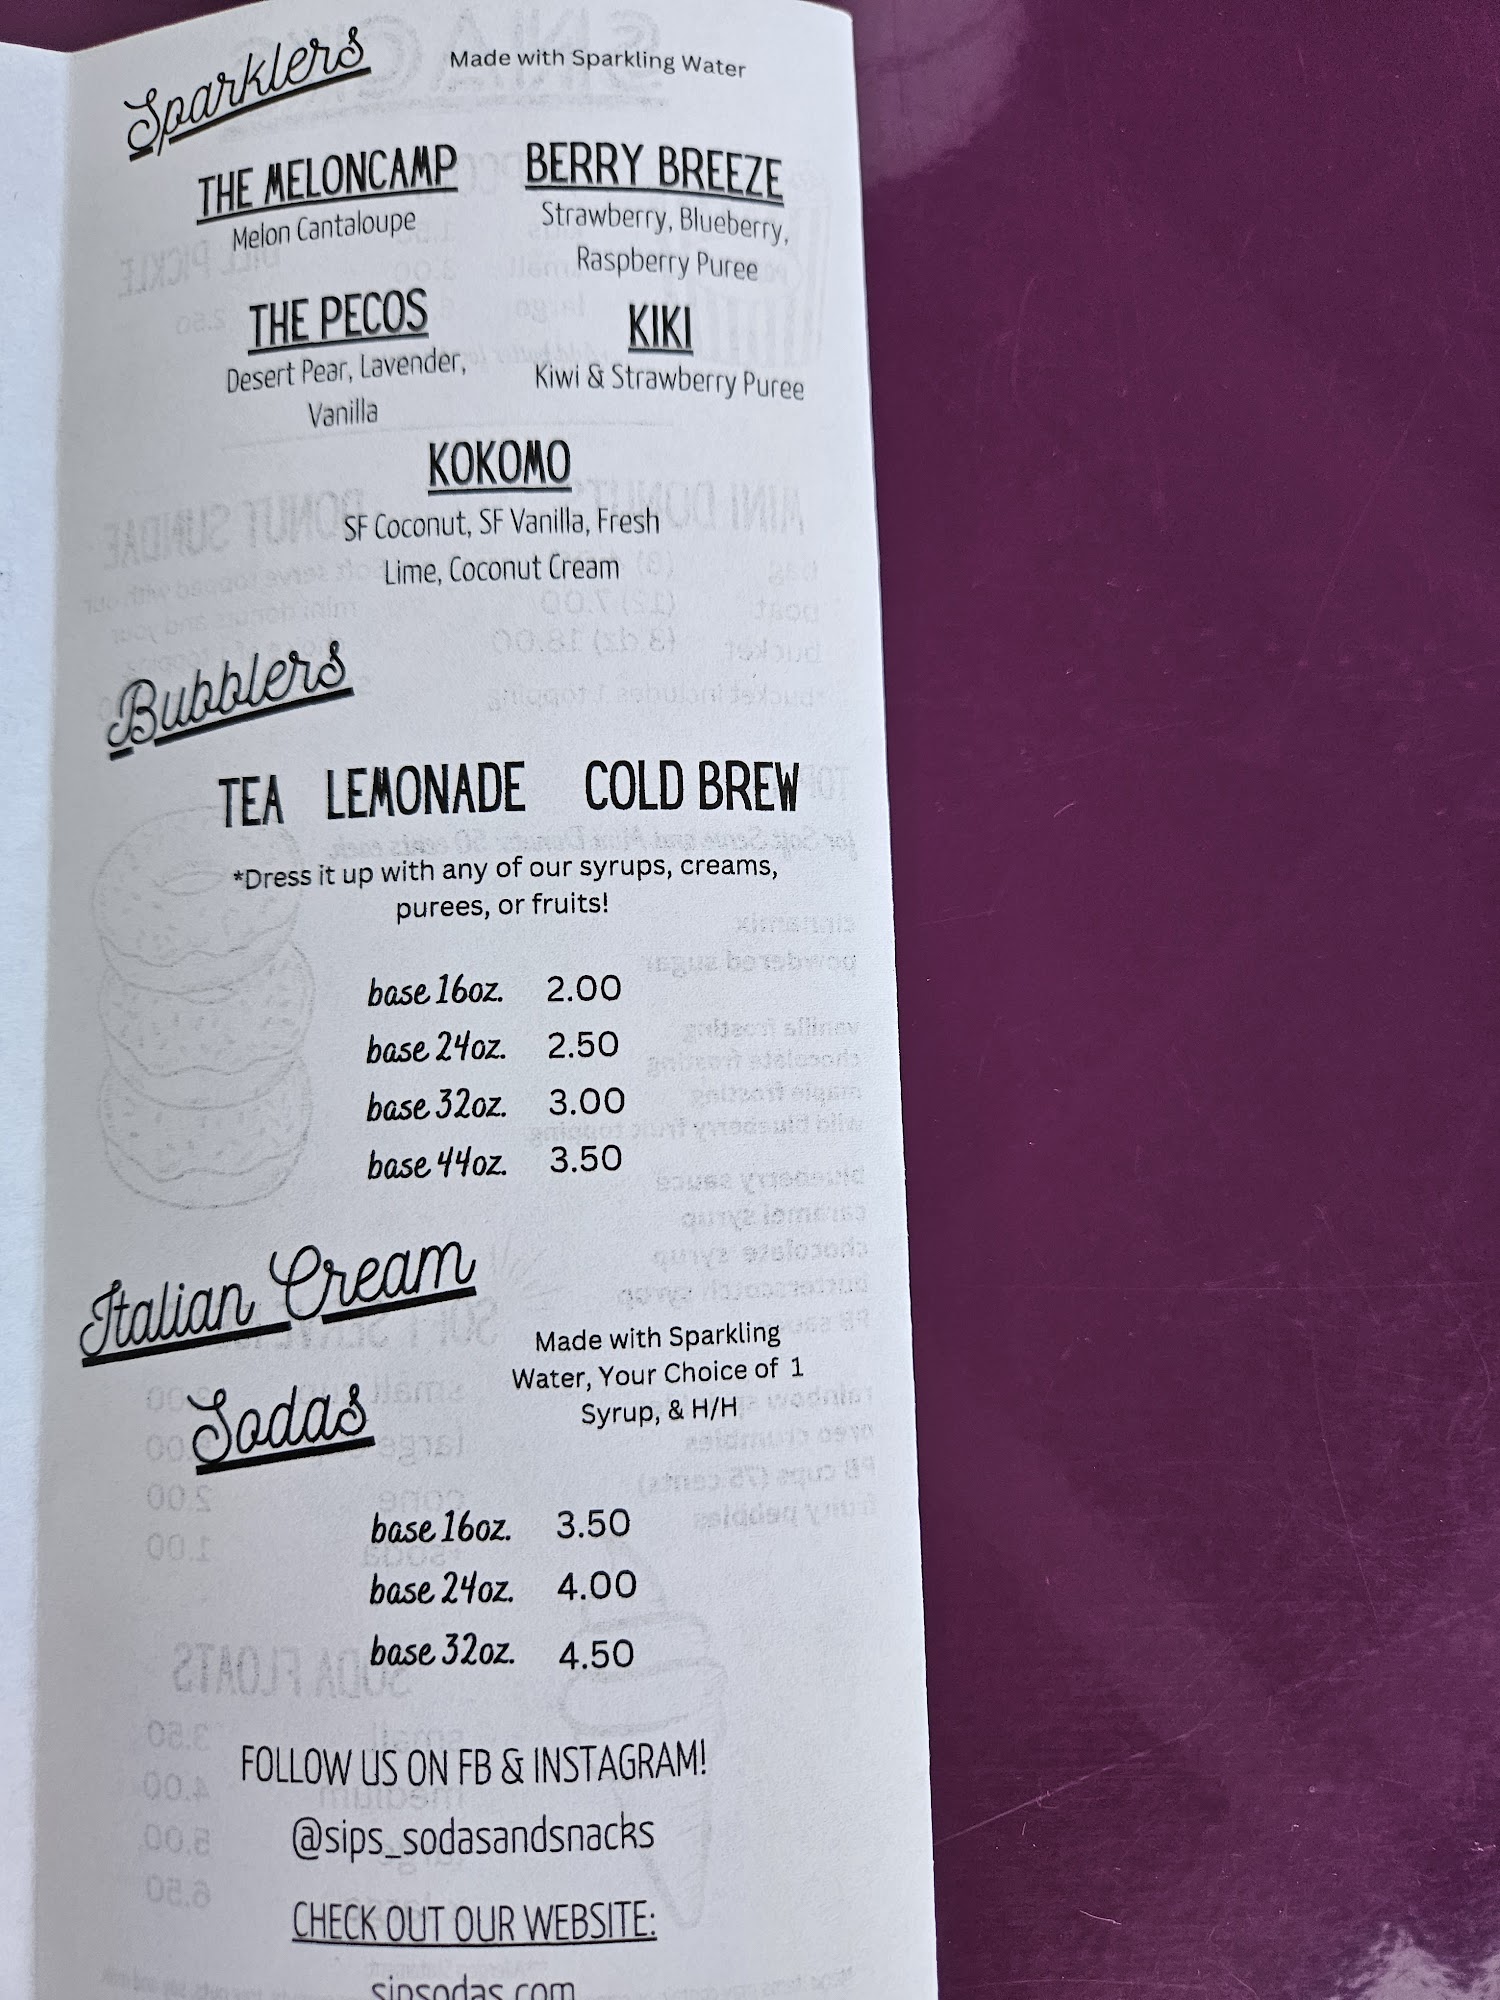 Sparklers
Made with Sparkling Water
THE MELONCAMP
Melon Cantaloupe
BERRY BREEZE
Strawberry, Blueberry,
Raspberry Puree
THE PECOS
Desert Pear, Lavender,
Vanilla
KIKI
Kiwi & Strawberry Puree
KOKOMO
SF Coconut, SF Vanilla, Fresh
Lime, Coconut Cream
Bubblers
TEA LEMONADE COLD BREW
*Dress it up with any of our syrups, creams,
purees, or fruits!
base 16oz. 2.00
base 24oz. 2.50
base 32oz. 3.00
base 44oz. 3.50
Italian Cream
Sodas
Made with Sparkling
Water, Your Choice of 1
Syrup, & H/H
base 16oz. 3.50
base 24oz. 4.00
base 32oz. 4.50
FOLLOW US ON FB & INSTAGRAM!
@sips_sodasandsnacks
CHECK OUT OUR WEBSITE:
sipsodas.com